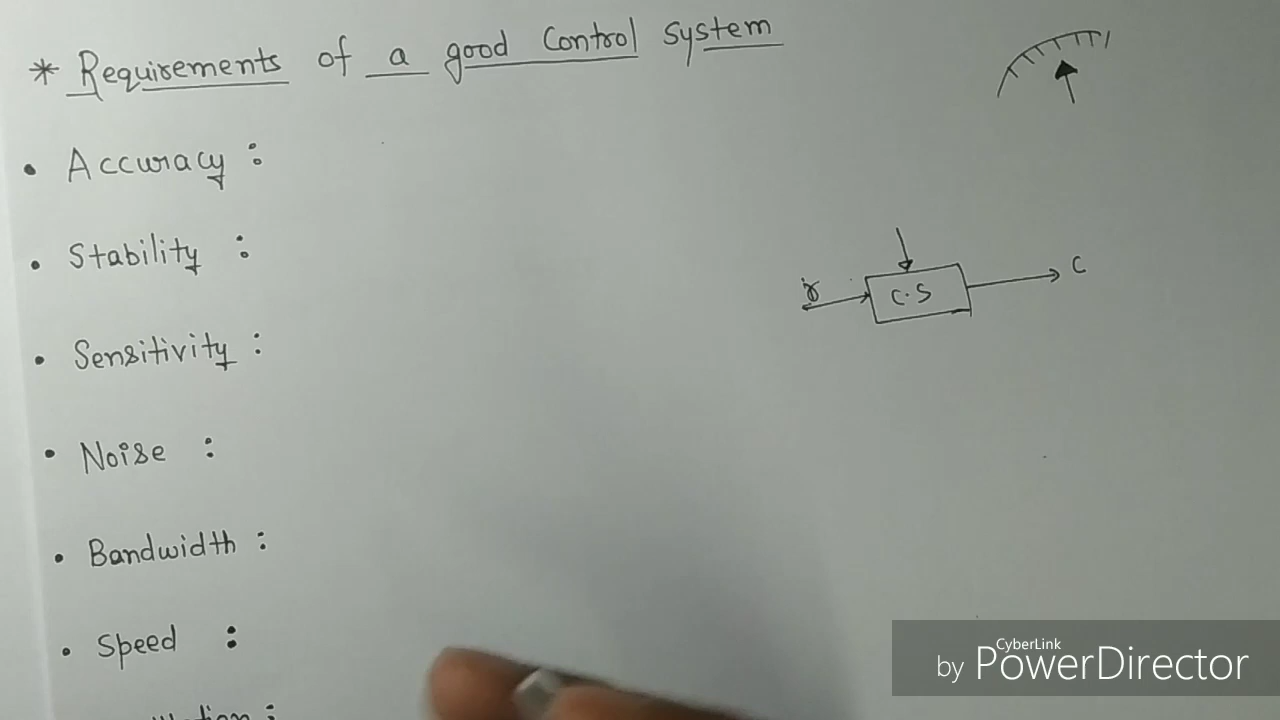 * Requirements of a good Control system
• Accuracy :
• Stability :
r
C.S
C
• Sensitivity :
• Noise :
• Bandwidth :
• Speed :
CyberLink
by PowerDirector